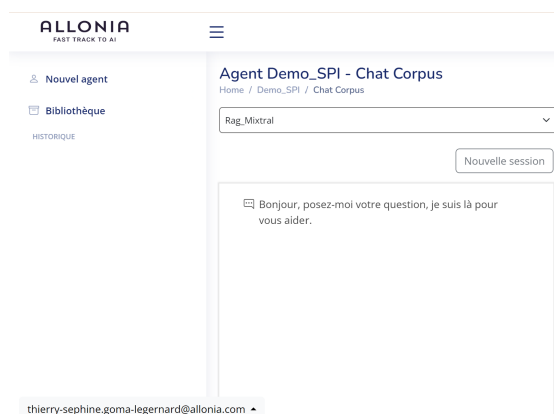 ALLONIA
FAST TRACK TO AI
Nouvel agent
Bibliothèque
HISTORIQUE
Agent Demo_SPI - Chat Corpus
Home / Demo_SPI / Chat Corpus
Rag_Mixtral
Nouvelle session
Bonjour, posez-moi votre question, je suis là pour
vous aider.
thierry-sephine.goma-legernard@allonia.com